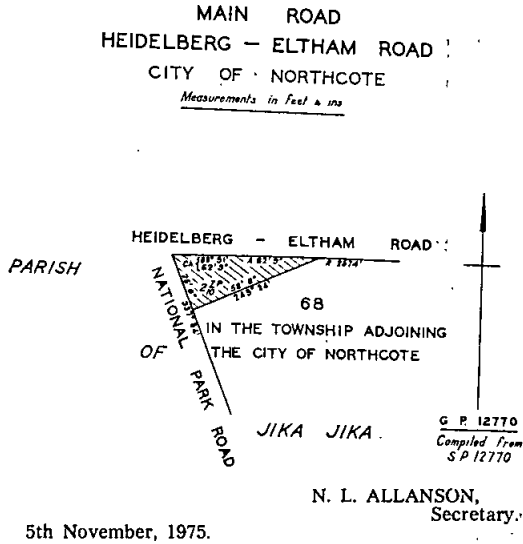 MAIN ROAD
HEIDELBERG – ELTHAM ROAD
CITY OF NORTHCOTE
Measurements in feet & ins
HEIDELBERG – ELTHAM ROAD
PARISH
NATIONAL PARK ROAD
68
IN THE TOWNSHIP ADJOINING
OF THE CITY OF NORTHCOTE
JIKA JIKA.
G P. 12770
Compiled from
S P 12770
N. L. ALLANSON,
Secretary.
5th November, 1975.